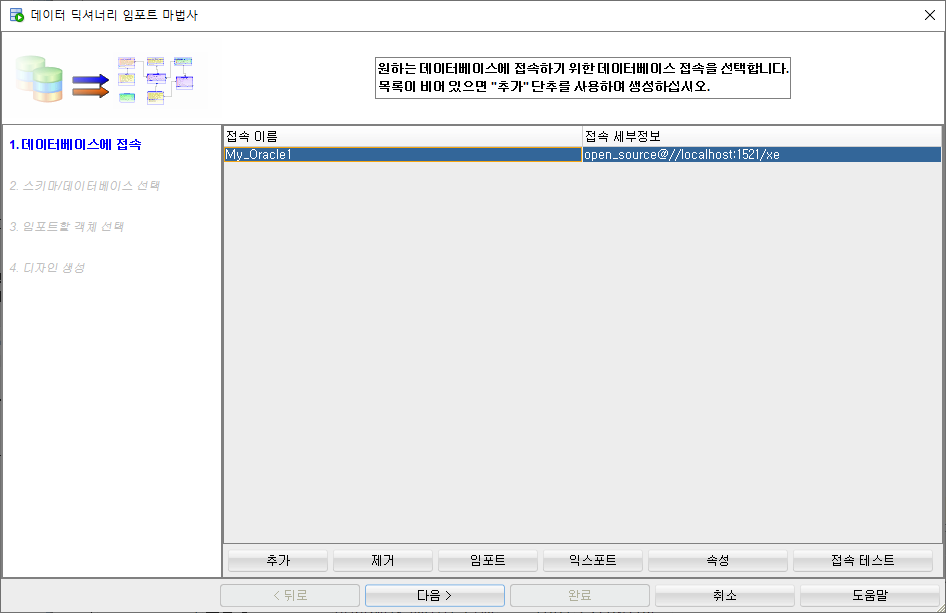 데이터 딕셔너리 임포트 마법사
원하는 데이터베이스에 접속하기 위한 데이터베이스 접속을 선택합니다.
목록이 비어 있으면 "추가" 단추를 사용하여 생성하십시오.
1.데이터베이스에 접속
2. 스키마/데이터베이스 선택
3. 임포트할 객체 선택
4. 디자인 생성
접속 이름 접속 세부정보
My_Oracle1 open_source@//localhost:1521/xe
추가 제거 임포트 익스포트 속성 접속 테스트
< 뒤로 다음 > 완료 취소 도움말